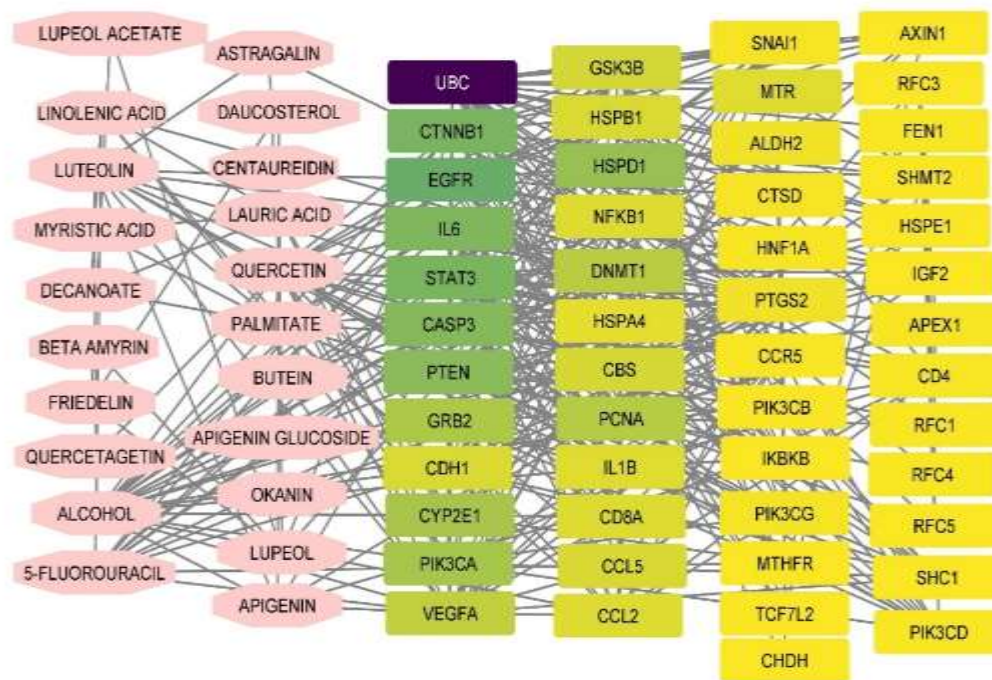 LUPEOL ACETATE
LINOLENIC ACID
LUTEOLIN
MYRISTIC ACID
DECANOATE
BETA AMYRIN
FRIEDELIN
QUERCETAGETIN
ALCOHOL
5-FLUOROURACIL
ASTRAGALIN
DAUCOSTEROL
CENTAUREIDIN
LAURIC ACID
QUERCETIN
PALMITATE
BUTEIN
APIGENIN GLUCOSIDE
OKANIN
LUPEOL
APIGENIN
UBC
CTNNB1
EGFR
IL6
STAT3
CASP3
PTEN
GRB2
CDH1
CYP2E1
PIK3CA
VEGFA
GSK3B
HSPB1
HSPD1
NFKB1
DNMT1
HSPA4
CBS
PCNA
IL1B
CD8A
CCL5
CCL2
SNAI1
MTR
ALDH2
CTSD
HNF1A
PTGS2
CCR5
PIK3CB
IKBKB
PIK3CG
MTHFR
TCF7L2
CHDH
AXIN1
RFC3
FEN1
SHMT2
HSPE1
IGF2
APEX1
CD4
RFC1
RFC4
RFC5
SHC1
PIK3CD